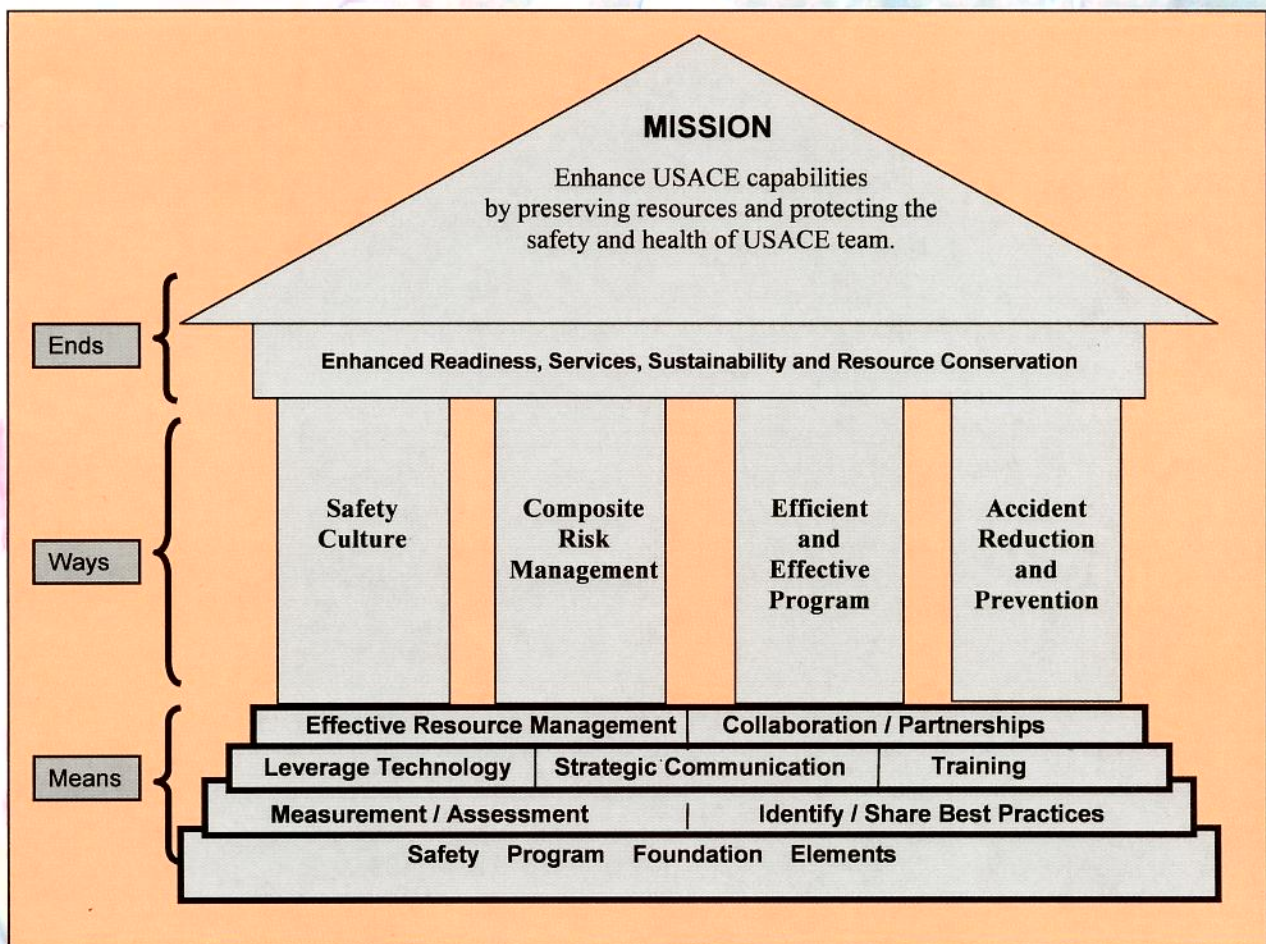 MISSION
Enhance USACE capabilities
by preserving resources and protecting the
safety and health of USACE team.
Ends
Enhanced Readiness, Services, Sustainability and Resource Conservation
Ways
Safety
Culture
Composite
Risk
Management
Efficient
and
Effective
Program
Accident
Reduction
and
Prevention
Means
Effective Resource Management | Collaboration / Partnerships
Leverage Technology | Strategic Communication | Training
Measurement / Assessment | Identify / Share Best Practices
Safety Program Foundation Elements